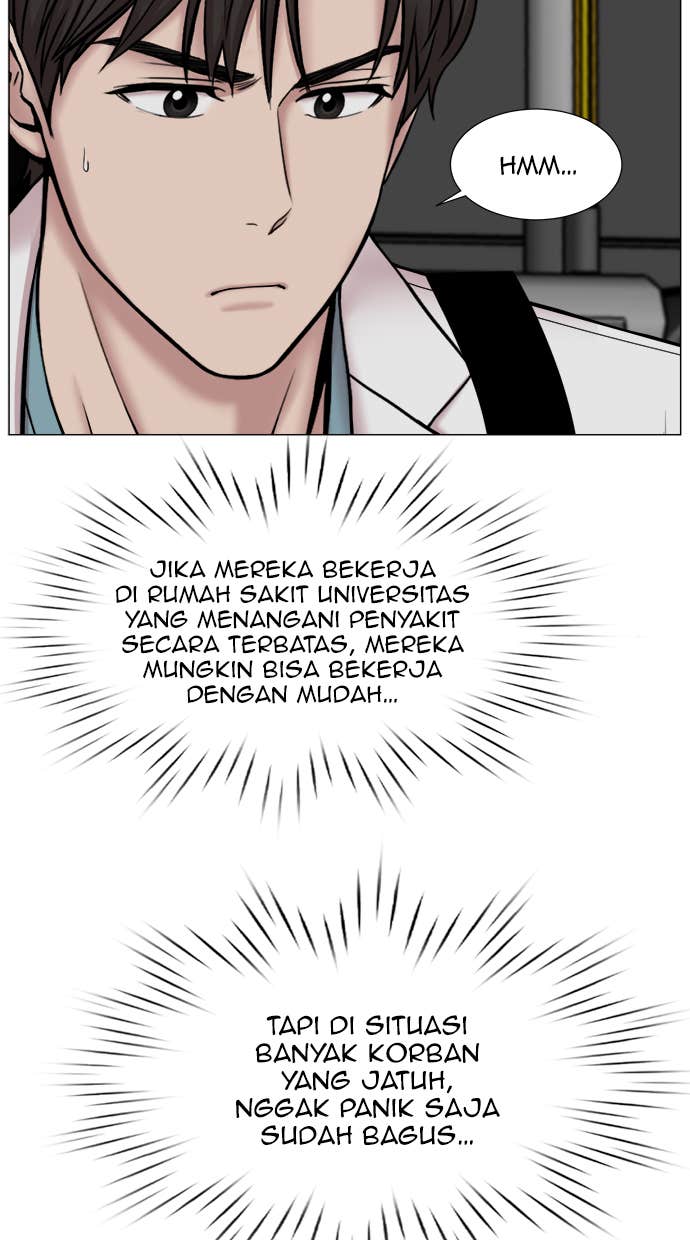 HMM...
JIKA MEREKA BEKERJA
DI RUMAH SAKIT UNIVERSITAS
YANG MENANGANI PENYAKIT
SECARA TERBATAS, MEREKA
MUNGKIN BISA BEKERJA
DENGAN MUDAH...
TAPI DI SITUASI
BANYAK KORBAN
YANG JATUH,
NGGAK PANIK SAJA
SUDAH BAGUS...